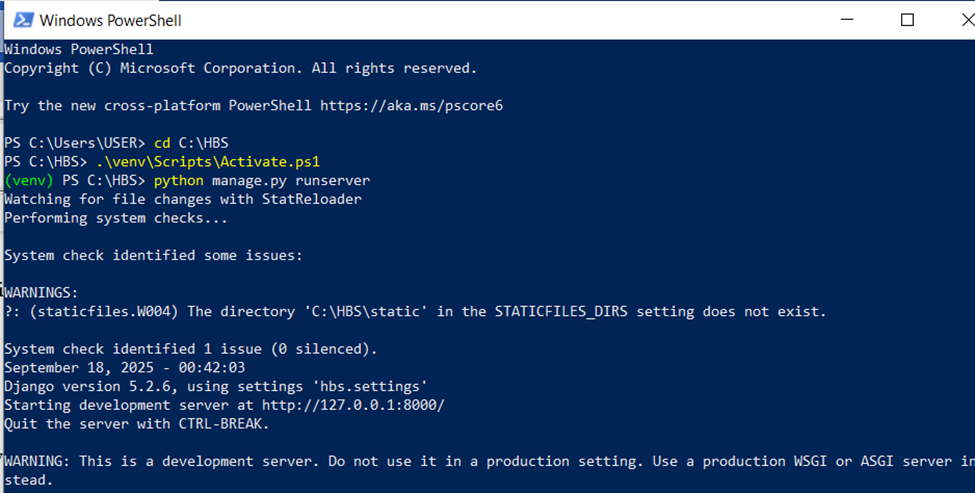 Windows PowerShell
Windows PowerShell
Copyright (C) Microsoft Corporation. All rights reserved.
Try the new cross-platform PowerShell https://aka.ms/pscore6
PS C:\Users\USER> cd C:\HBS
PS C:\HBS> .\venv\Scripts\Activate.ps1
(venv) PS C:\HBS> python manage.py runserver
Watching for file changes with StatReloader
Performing system checks...
System check identified some issues:
WARNINGS:
?: (staticfiles.W004) The directory 'C:\HBS\static' in the STATICFILES_DIRS setting does not exist.
System check identified 1 issue (0 silenced).
September 18, 2025 - 00:42:03
Django version 5.2.6, using settings 'hbs.settings'
Starting development server at http://127.0.0.1:8000/
Quit the server with CTRL-BREAK.
WARNING: This is a development server. Do not use it in a production setting. Use a production WSGI or ASGI server in
stead.